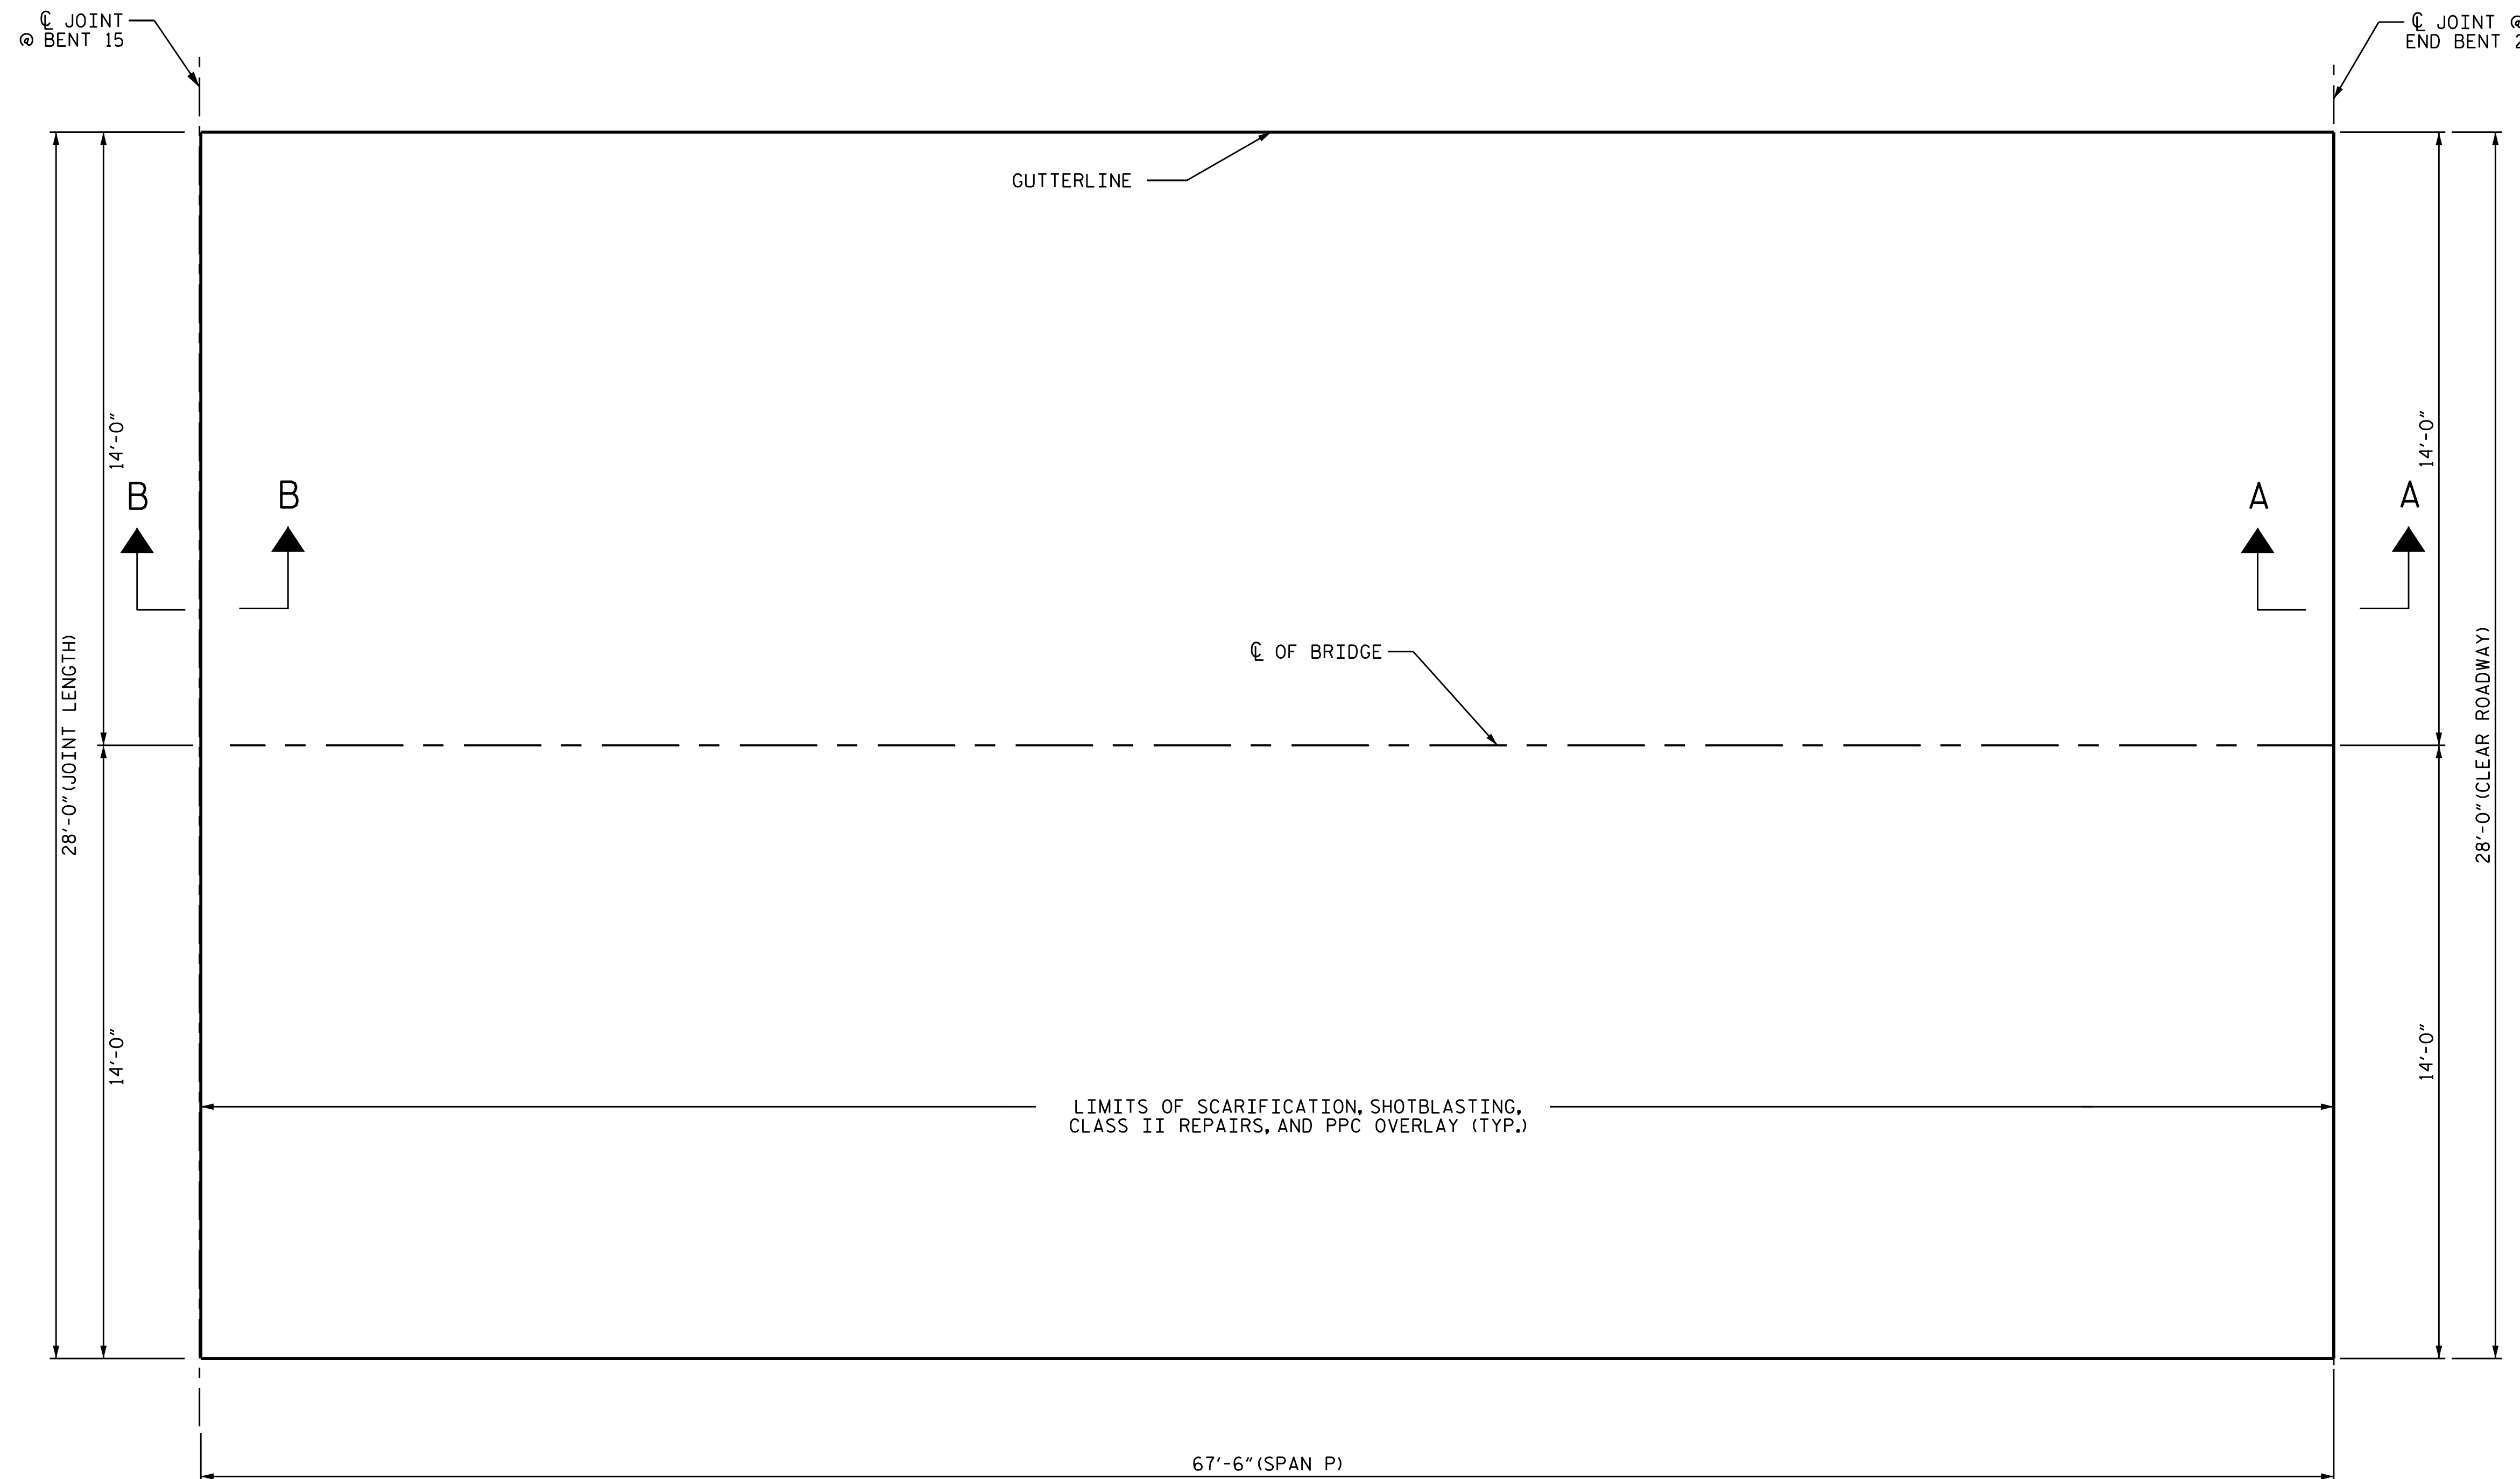 ℄ JOINT
@ BENT 15
℄ JOINT @
END BENT 2
GUTTERLINE
14'-0"
14'-0"
B
B
A
A
28'-0"(JOINT LENGTH)
℄ OF BRIDGE
28'-0"(CLEAR ROADWAY)
14'-0"
14'-0"
LIMITS OF SCARIFICATION, SHOTBLASTING,
CLASS II REPAIRS, AND PPC OVERLAY (TYP.)
67'-6"(SPAN P)